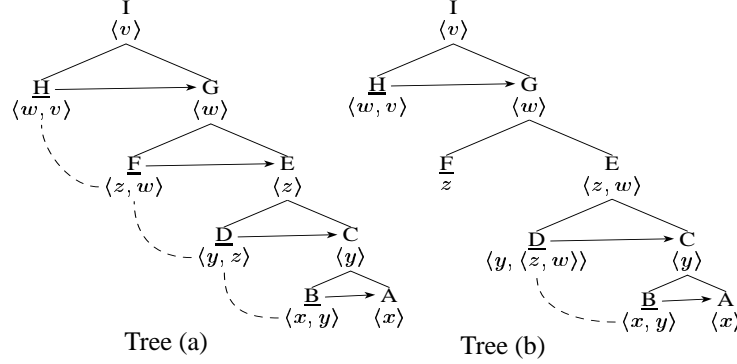 I I
⟨v⟩ ⟨v⟩
H G H G
⟨w, v⟩ ⟨w⟩ ⟨w, v⟩ ⟨w⟩
F E F E
⟨z, w⟩ ⟨z⟩ z ⟨z, w⟩
D C D C
⟨y, z⟩ ⟨y⟩ ⟨y, ⟨z, w⟩⟩ ⟨y⟩
B A B A
⟨x, y⟩ ⟨x⟩ ⟨x, y⟩ ⟨x⟩
Tree (a) Tree (b)